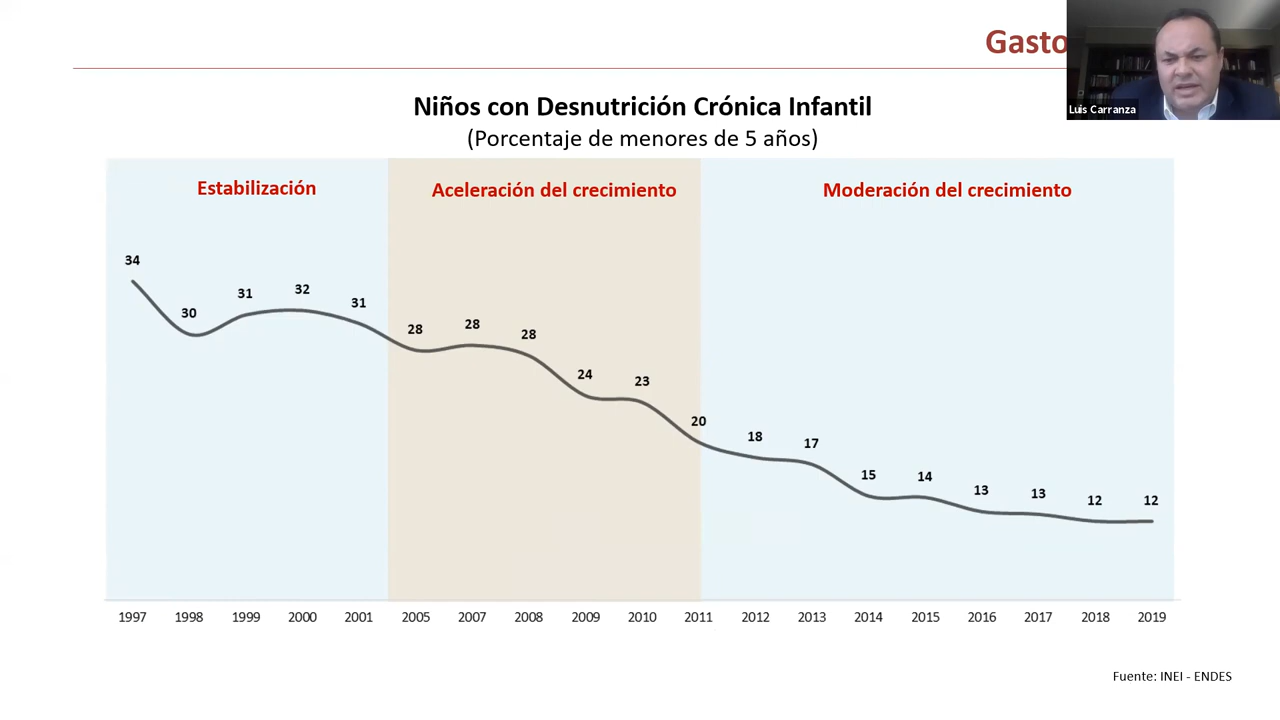 Gasto
Luis Carranza
Niños con Desnutrición Crónica Infantil
(Porcentaje de menores de 5 años)
Estabilización
Aceleración del crecimiento
Moderación del crecimiento
34
30
31
32
31
28
28
28
24
23
20
18
17
15
14
13
13
12
12
1997 1998 1999 2000 2001 2005 2007 2008 2009 2010 2011 2012 2013 2014 2015 2016 2017 2018 2019
Fuente: INEI - ENDES